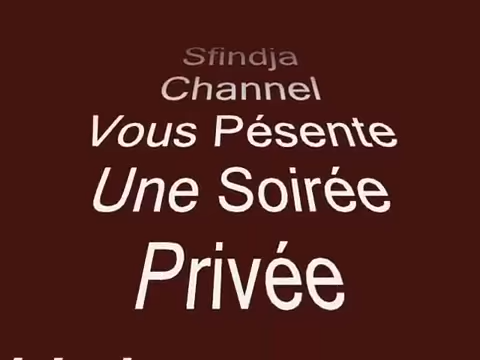 Sfindja
Channel
Vous Pésente
Une Soirée
Privée